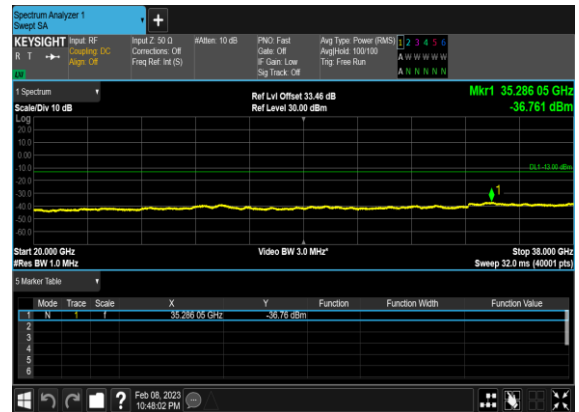 Spectrum Analyzer 1
Swept SA
+
KEYSIGHT Input: RF Input Z: 50 Ω #Atten: 10 dB PNO: Fast Avg Type: Power (RMS) 1 2 3 4 5 6
R T Coupling: DC Corrections: Off Gate: Off Avg|Hold: 100/100 A W W W W W
Align: Off Freq Ref: Int (S) IF Gain: Low Trig: Free Run
LXI Sig Track: Off A N N N N N
1 Spectrum Ref Lvl Offset 33.46 dB Mkr1 35.286 05 GHz
Scale/Div 10 dB Ref Level 30.00 dBm -36.761 dBm
Log
20.0
10.0
0.00
-10.0 DL1 -13.00 dBm
-20.0
-30.0 1
-40.0
-50.0
-60.0
Start 20.000 GHz Video BW 3.0 MHz* Stop 38.000 GHz
#Res BW 1.0 MHz Sweep 32.0 ms (40001 pts)
5 Marker Table
Mode Trace Scale X Y Function Function Width Function Value
1 N 1 f 35.286 05 GHz -36.76 dBm
2
3
4
5
6
? Feb 08, 2023
10:48:02 PM